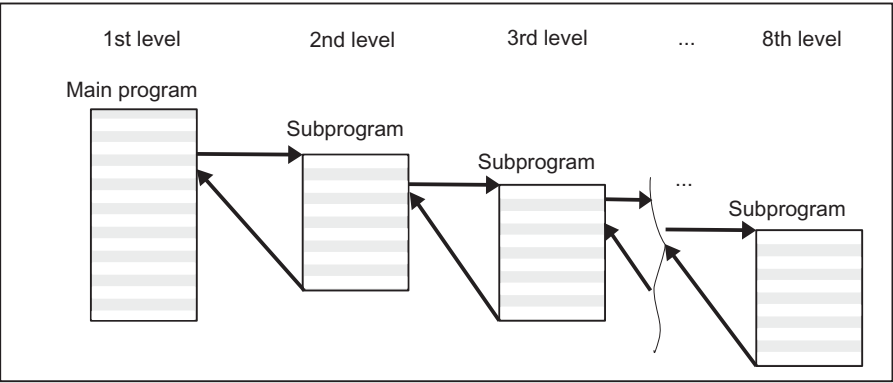 1st level 2nd level 3rd level ... 8th level
Main program
Subprogram
Subprogram
...
Subprogram